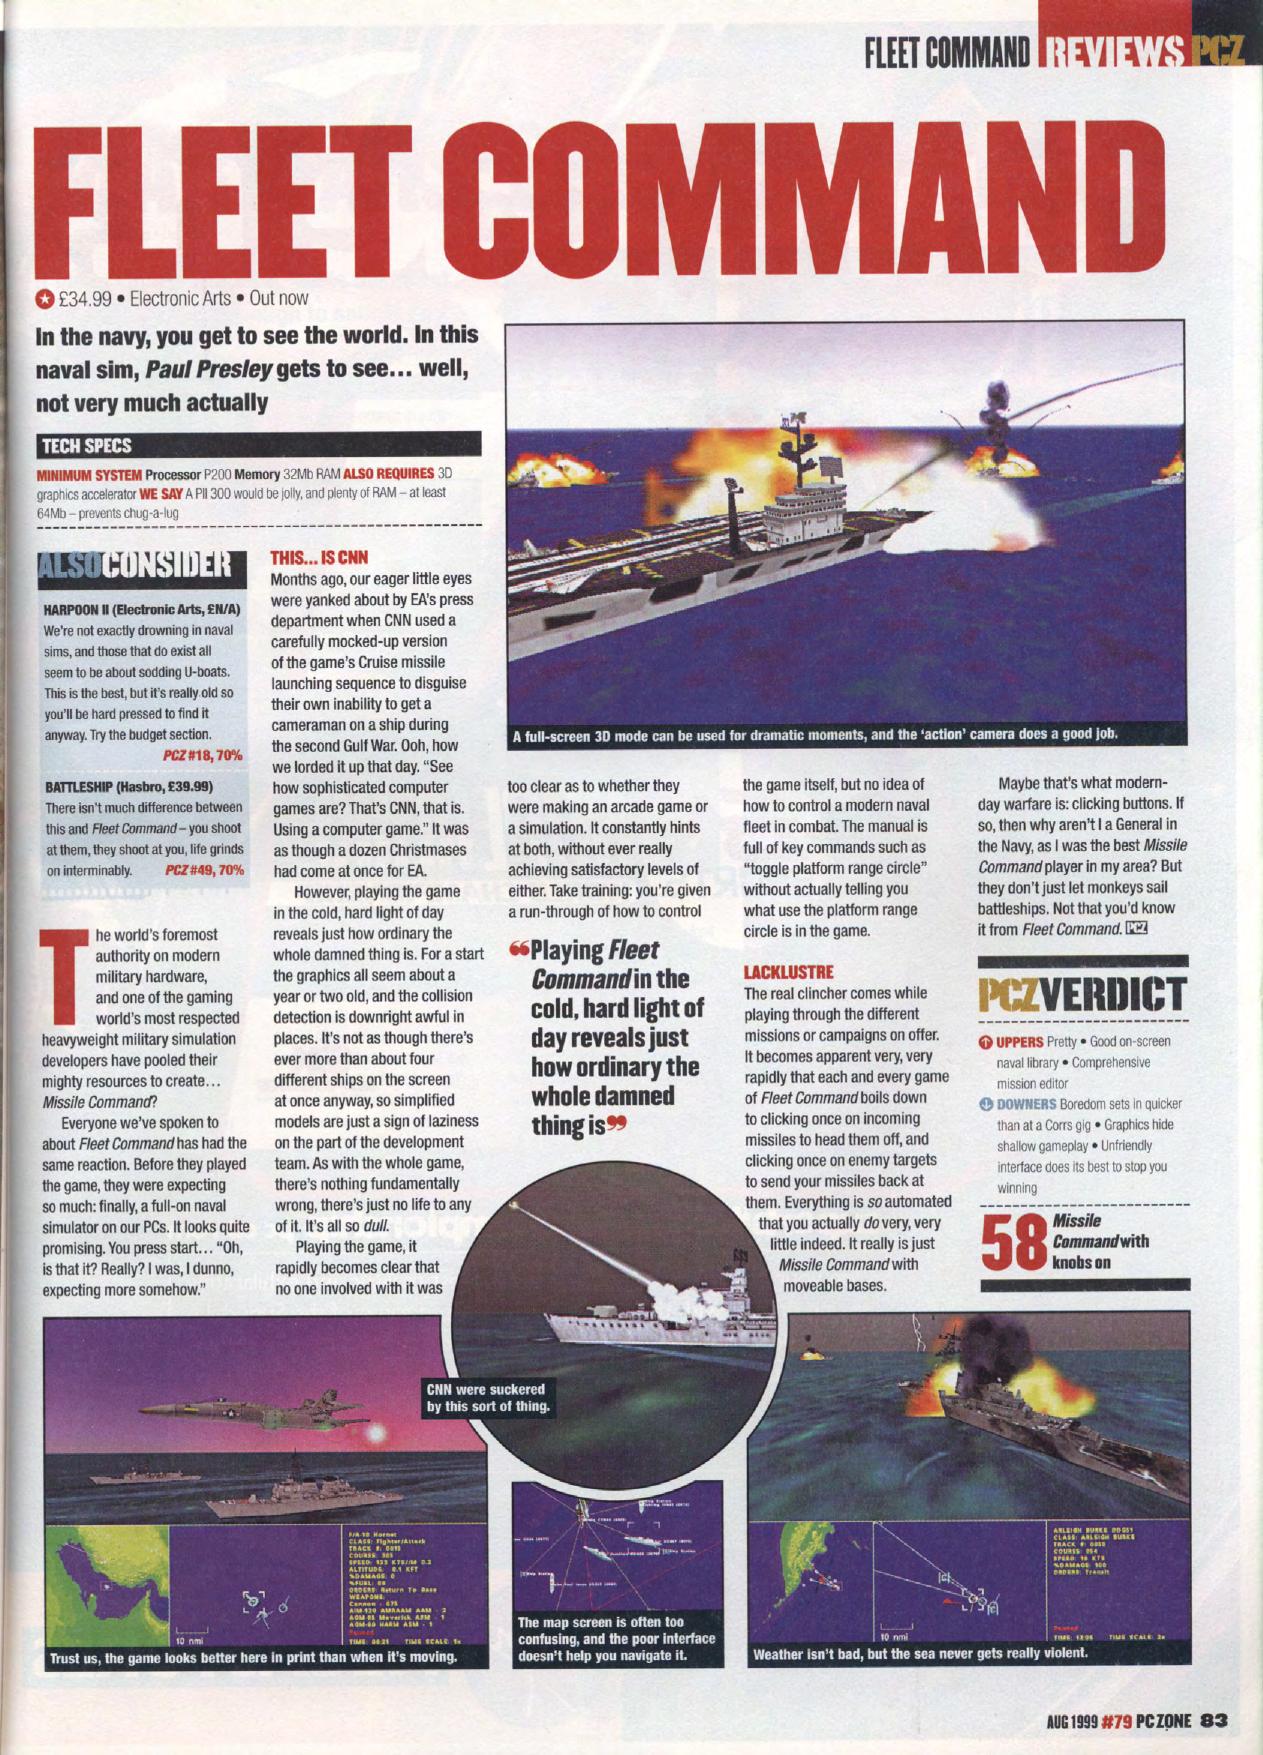 FLEET COMMAND REVIEWS PCZ
FLEET COMMAND
£34.99 • Electronic Arts • Out now
In the navy, you get to see the world. In this
naval sim, Paul Presley gets to see... well,
not very much actually
TECH SPECS
MINIMUM SYSTEM Processor P200 Memory 32Mb RAM ALSO REQUIRES 3D
graphics accelerator WE SAY A PII 300 would be jolly, and plenty of RAM – at least
64Mb – prevents chug-a-lug
ALSOCONSIDER
HARPOON II (Electronic Arts, £N/A)
We're not exactly drowning in naval
sims, and those that do exist all
seem to be about sodding U-boats.
This is the best, but it's really old so
you'll be hard pressed to find it
anyway. Try the budget section.
PCZ #18, 70%
BATTLESHIP (Hasbro, £39.99)
There isn't much difference between
this and Fleet Command – you shoot
at them, they shoot at you, life grinds
on interminably. PCZ #49, 70%
The world's foremost
authority on modern
military hardware,
and one of the gaming
world's most respected
heavyweight military simulation
developers have pooled their
mighty resources to create...
Missile Command?
Everyone we've spoken to
about Fleet Command has had the
same reaction. Before they played
the game, they were expecting
so much: finally, a full-on naval
simulator on our PCs. It looks quite
promising. You press start... "Oh,
is that it? Really? I was, I dunno,
expecting more somehow."
THIS... IS CNN
Months ago, our eager little eyes
were yanked about by EA's press
department when CNN used a
carefully mocked-up version
of the game's Cruise missile
launching sequence to disguise
their own inability to get a
cameraman on a ship during
the second Gulf War. Ooh, how
we lorded it up that day. "See
how sophisticated computer
games are? That's CNN, that is.
Using a computer game." It was
as though a dozen Christmases
had come at once for EA.
However, playing the game
in the cold, hard light of day
reveals just how ordinary the
whole damned thing is. For a start
the graphics all seem about a
year or two old, and the collision
detection is downright awful in
places. It's not as though there's
ever more than about four
different ships on the screen
at once anyway, so simplified
models are just a sign of laziness
on the part of the development
team. As with the whole game,
there's nothing fundamentally
wrong, there's just no life to any
of it. It's all so dull.
Playing the game, it
rapidly becomes clear that
no one involved with it was
A full-screen 3D mode can be used for dramatic moments, and the 'action' camera does a good job.
too clear as to whether they
were making an arcade game or
a simulation. It constantly hints
at both, without ever really
achieving satisfactory levels of
either. Take training: you're given
a run-through of how to control
"Playing Fleet
Command in the
cold, hard light of
day reveals just
how ordinary the
whole damned
thing is"
the game itself, but no idea of
how to control a modern naval
fleet in combat. The manual is
full of key commands such as
"toggle platform range circle"
without actually telling you
what use the platform range
circle is in the game.
LACKLUSTRE
The real clincher comes while
playing through the different
missions or campaigns on offer.
It becomes apparent very, very
rapidly that each and every game
of Fleet Command boils down
to clicking once on incoming
missiles to head them off, and
clicking once on enemy targets
to send your missiles back at
them. Everything is so automated
that you actually do very, very
little indeed. It really is just
Missile Command with
moveable bases.
Maybe that's what modern-
day warfare is: clicking buttons. If
so, then why aren't I a General in
the Navy, as I was the best Missile
Command player in my area? But
they don't just let monkeys sail
battleships. Not that you'd know
it from Fleet Command. PCZ
PCZVERDICT
UPPERS Pretty • Good on-screen
naval library • Comprehensive
mission editor
DOWNERS Boredom sets in quicker
than at a Corrs gig • Graphics hide
shallow gameplay • Unfriendly
interface does its best to stop you
winning
58 Missile
Command with
knobs on
CNN were suckered
by this sort of thing.
F/A-18 Hornet
CLASS: Fighter/Attack
ALTITUDE: 0.1 KFT
%DAMAGE: 0
ORDERS: Return To Base
WEAPONS:
10 nmi
Trust us, the game looks better here in print than when it's moving.
The map screen is often too
confusing, and the poor interface
doesn't help you navigate it.
ARLEIGH BURKE DDG51
CLASS: ARLEIGH BURKE
ORDERS: Transit
10 nmi
Weather isn't bad, but the sea never gets really violent.
AUG 1999 #79 PC ZONE 83